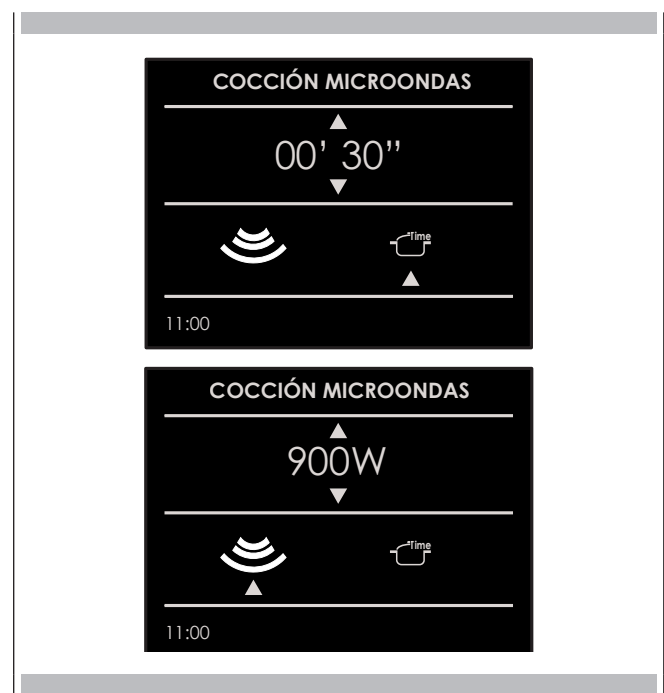 COCCIÓN MICROONDAS
00’ 30’’
Time
11:00
COCCIÓN MICROONDAS
900W
Time
11:00